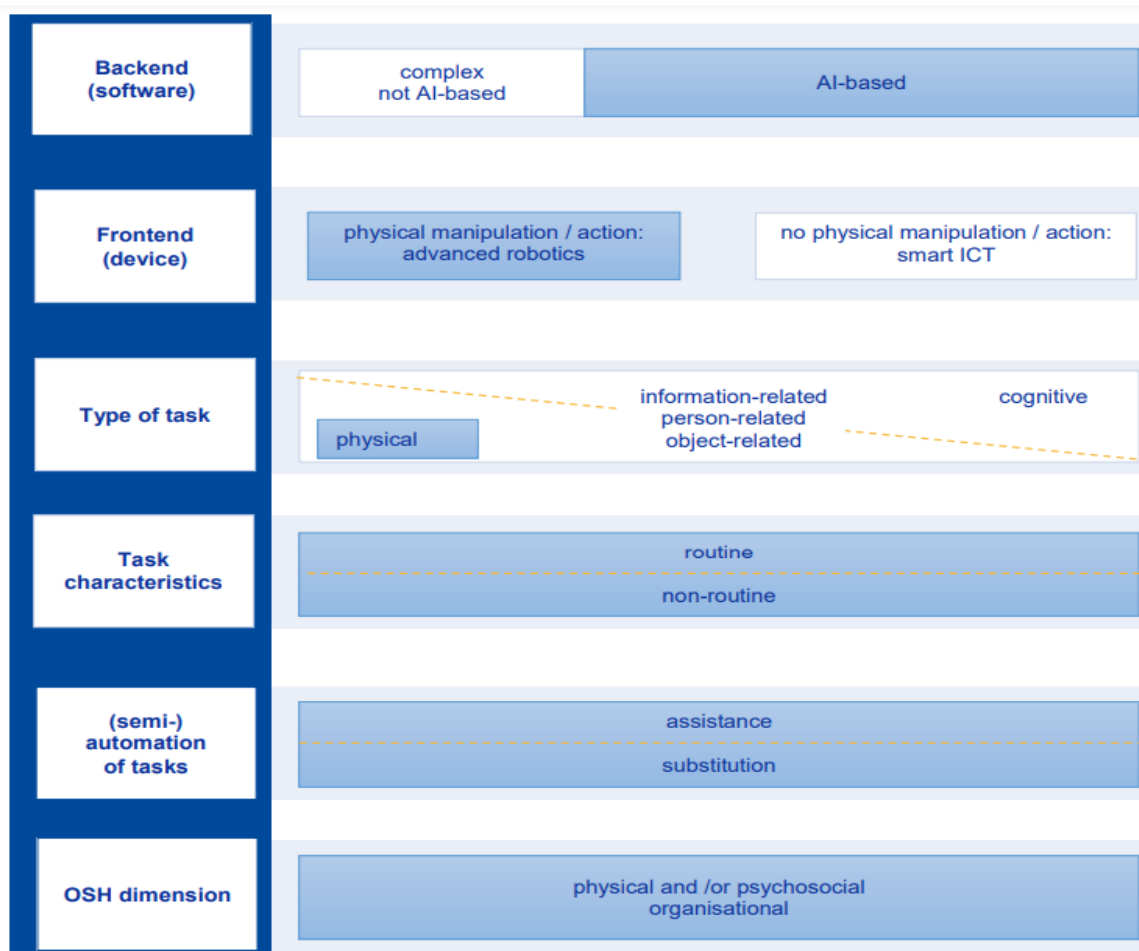 Backend
(software)
complex
not AI-based
AI-based
Frontend
(device)
physical manipulation / action:
advanced robotics
no physical manipulation / action:
smart ICT
Type of task
physical
information-related
person-related
object-related
cognitive
Task
characteristics
routine
non-routine
(semi-)
automation
of tasks
assistance
substitution
OSH dimension
physical and /or psychosocial
organisational